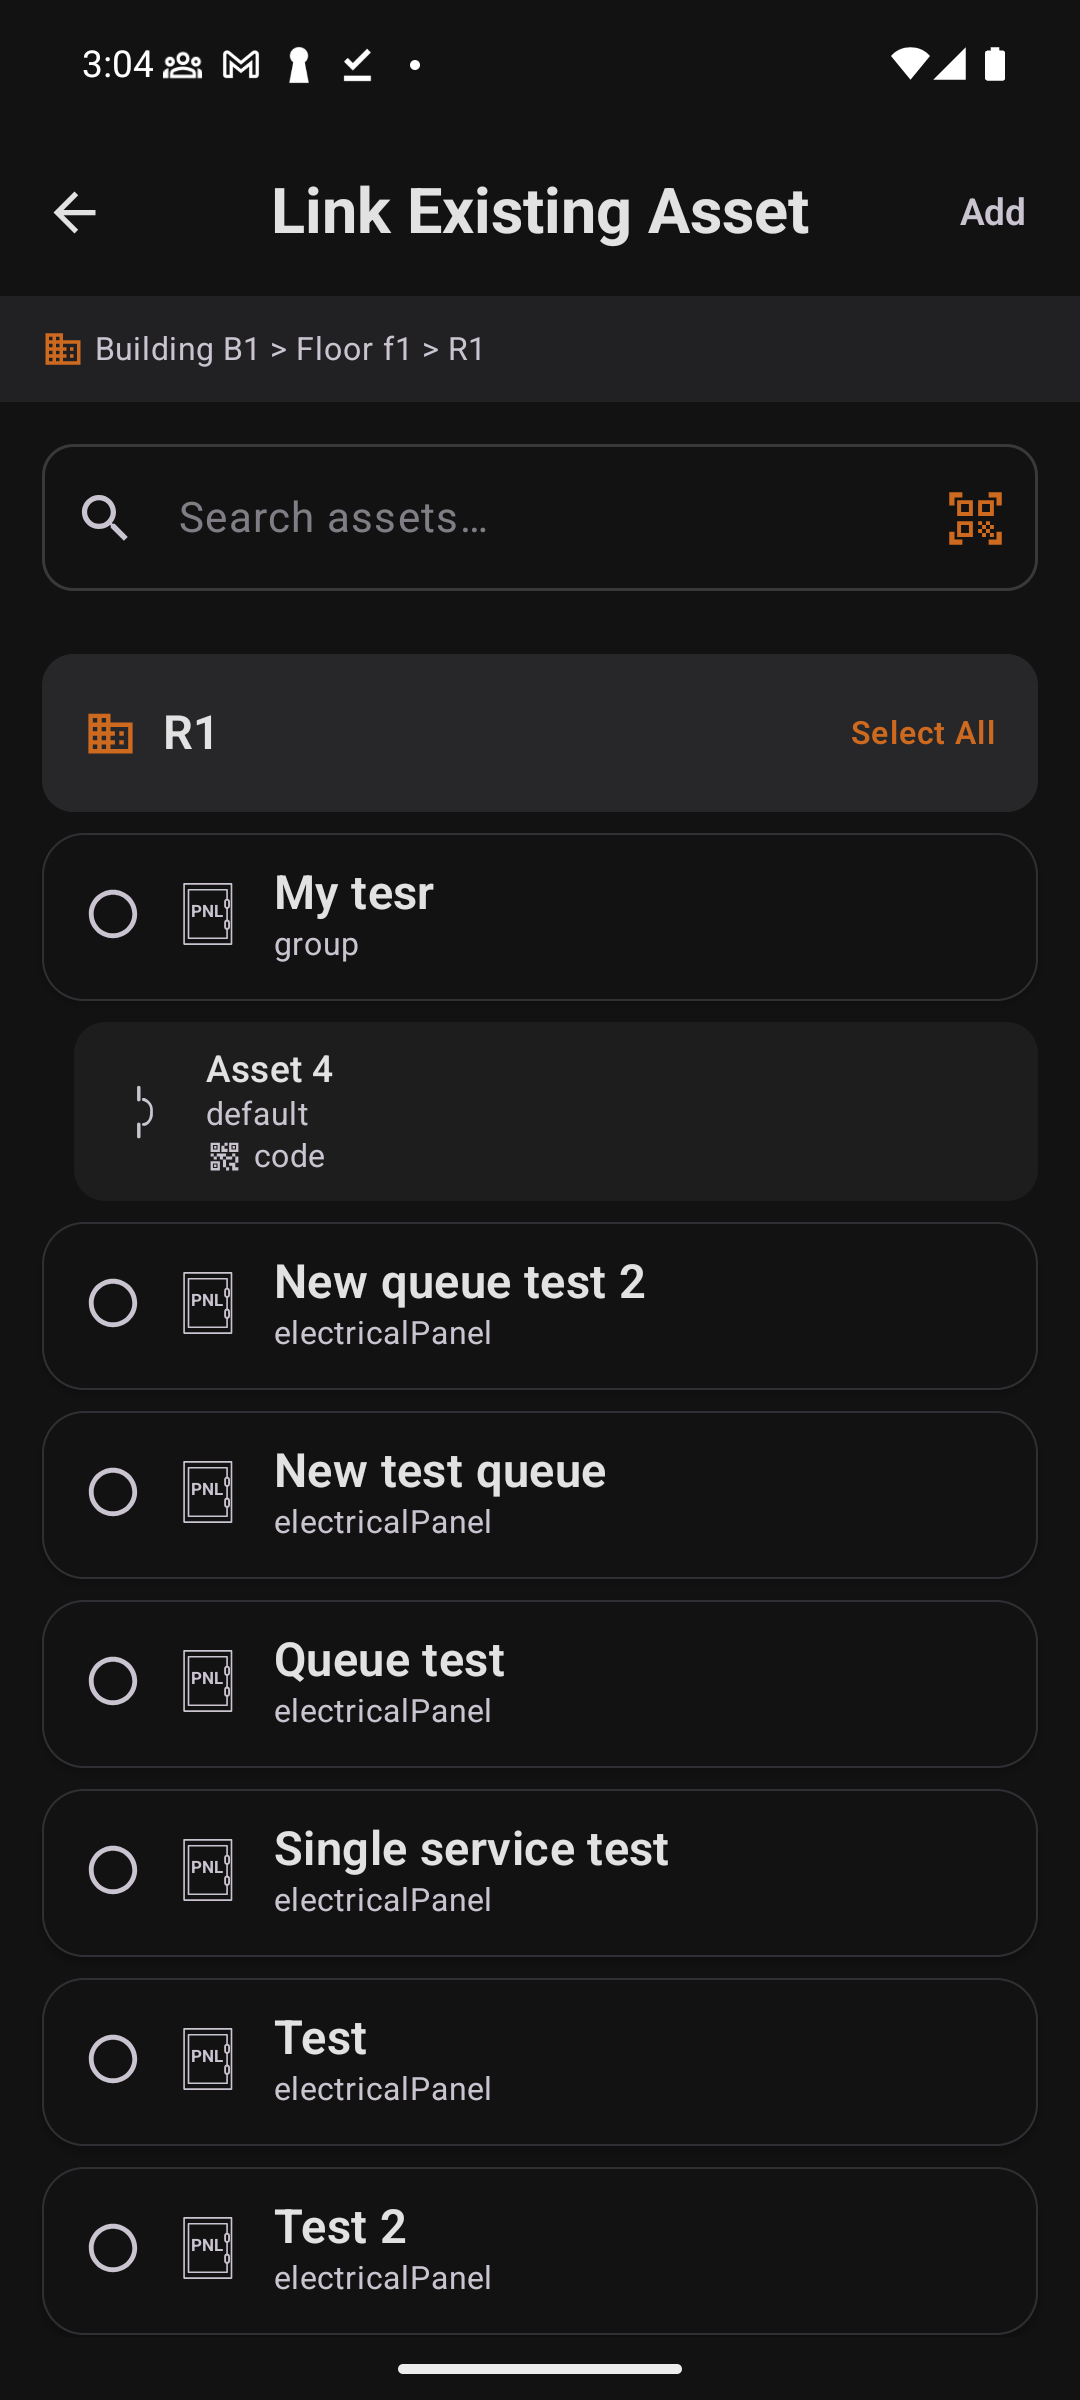 3:04
Link Existing Asset
Add
Building B1 > Floor f1 > R1
Search assets…
R1
Select All
PNL
My tesr
group
Asset 4
default
code
PNL
New queue test 2
electricalPanel
PNL
New test queue
electricalPanel
PNL
Queue test
electricalPanel
PNL
Single service test
electricalPanel
PNL
Test
electricalPanel
PNL
Test 2
electricalPanel